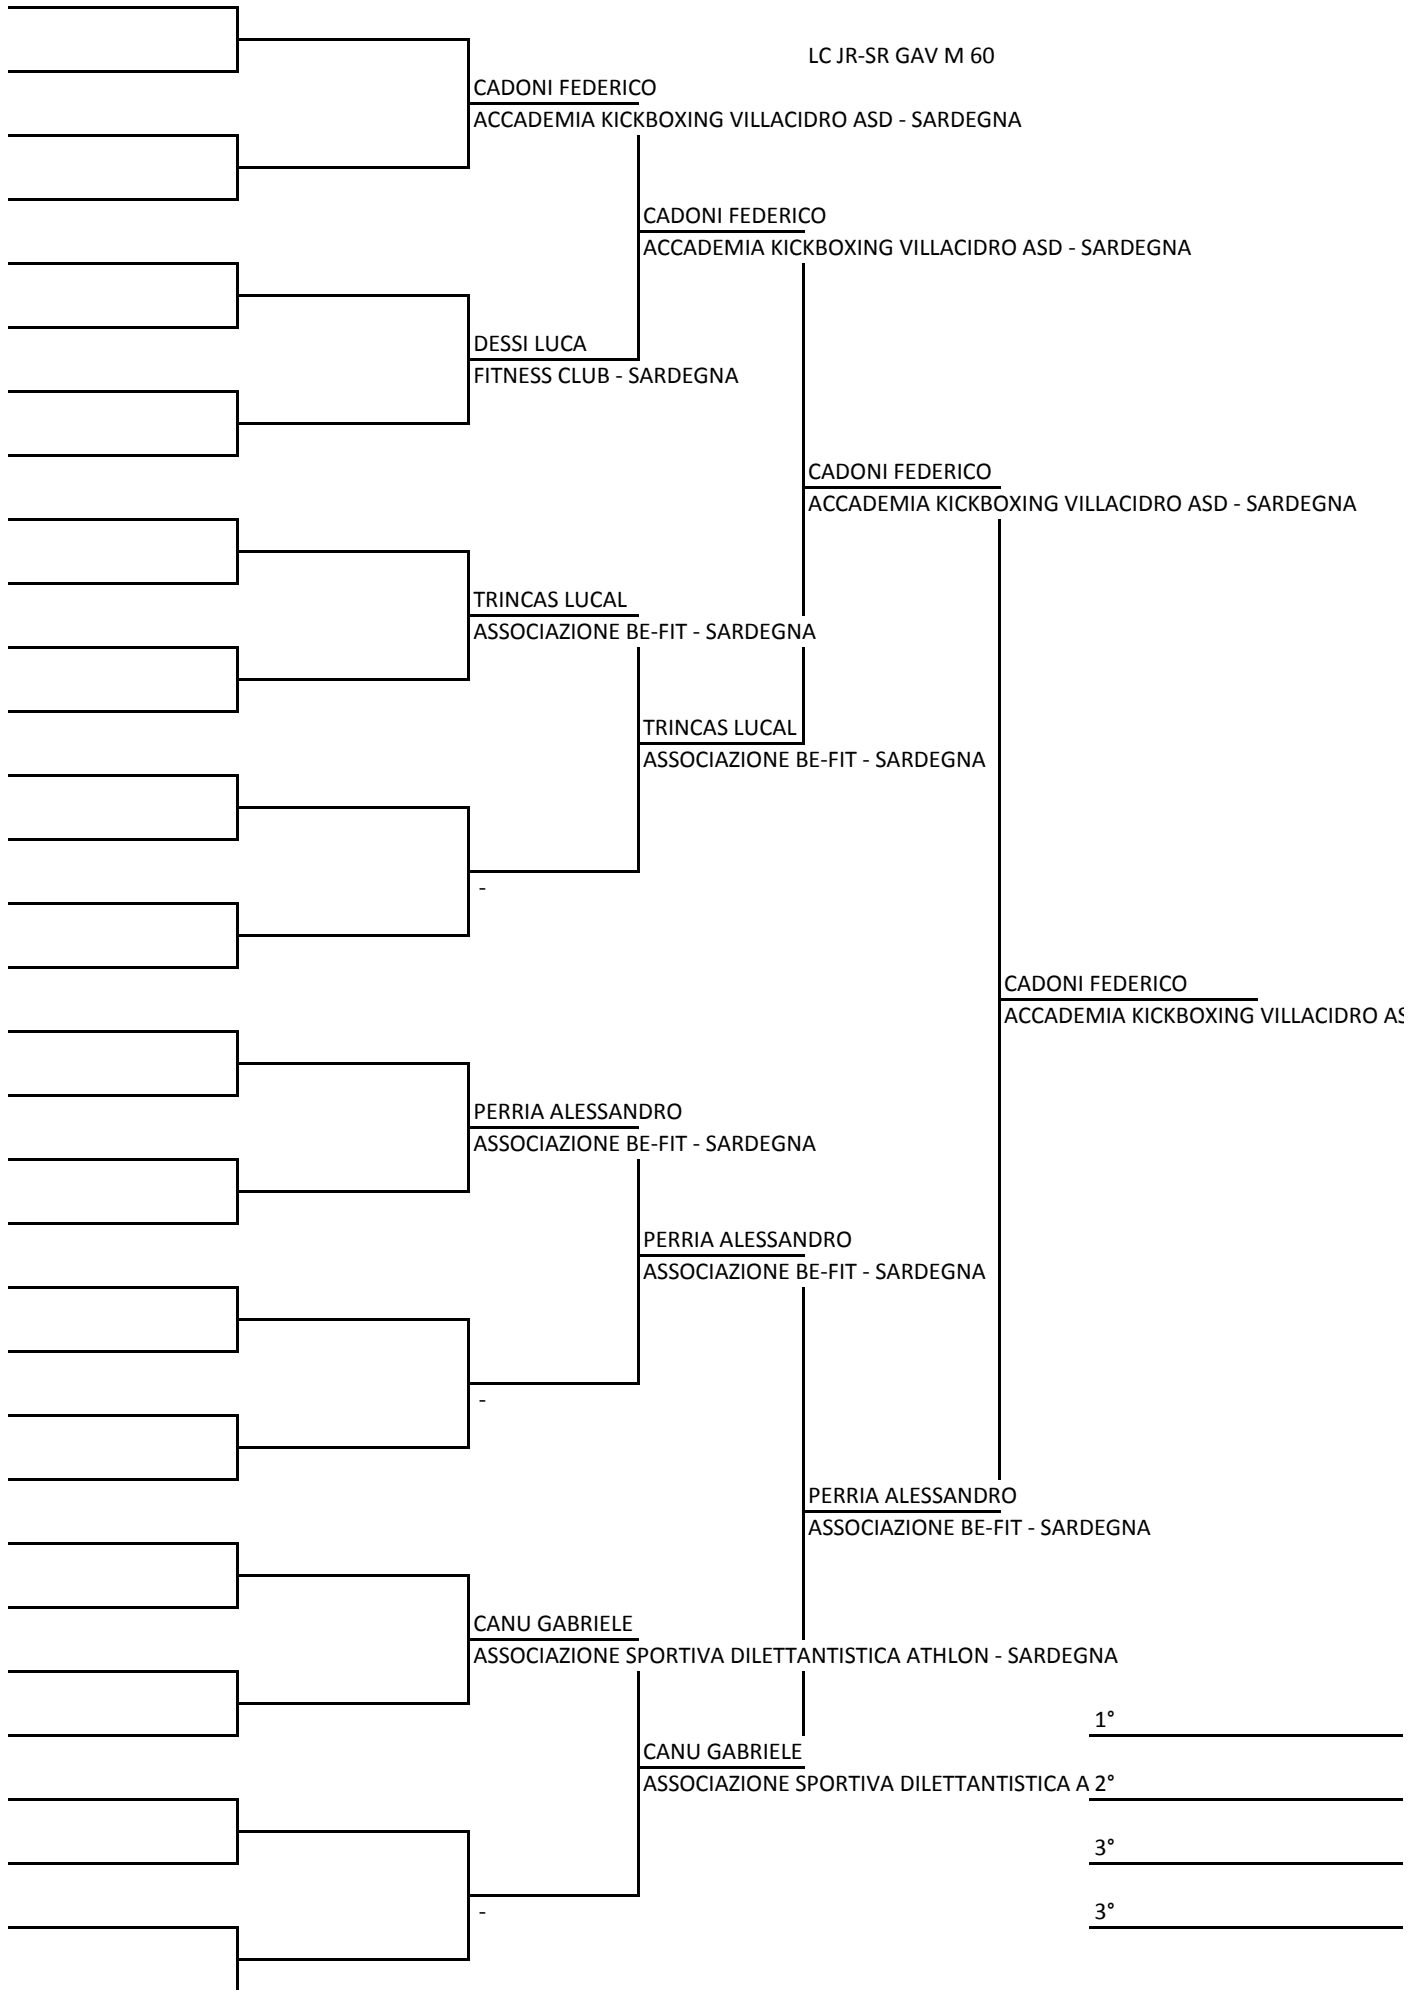 LC JR-SR GAV M 60
CADONI FEDERICO
ACCADEMIA KICKBOXING VILLACIDRO ASD - SARDEGNA
CADONI FEDERICO
ACCADEMIA KICKBOXING VILLACIDRO ASD - SARDEGNA
DESSI LUCA
FITNESS CLUB - SARDEGNA
CADONI FEDERICO
ACCADEMIA KICKBOXING VILLACIDRO ASD - SARDEGNA
TRINCAS LUCAL
ASSOCIAZIONE BE-FIT - SARDEGNA
TRINCAS LUCAL
ASSOCIAZIONE BE-FIT - SARDEGNA
-
CADONI FEDERICO
ACCADEMIA KICKBOXING VILLACIDRO AS
PERRIA ALESSANDRO
ASSOCIAZIONE BE-FIT - SARDEGNA
PERRIA ALESSANDRO
ASSOCIAZIONE BE-FIT - SARDEGNA
-
PERRIA ALESSANDRO
ASSOCIAZIONE BE-FIT - SARDEGNA
CANU GABRIELE
ASSOCIAZIONE SPORTIVA DILETTANTISTICA ATHLON - SARDEGNA
1°
CANU GABRIELE
ASSOCIAZIONE SPORTIVA DILETTANTISTICA A 2°
3°
3°
-